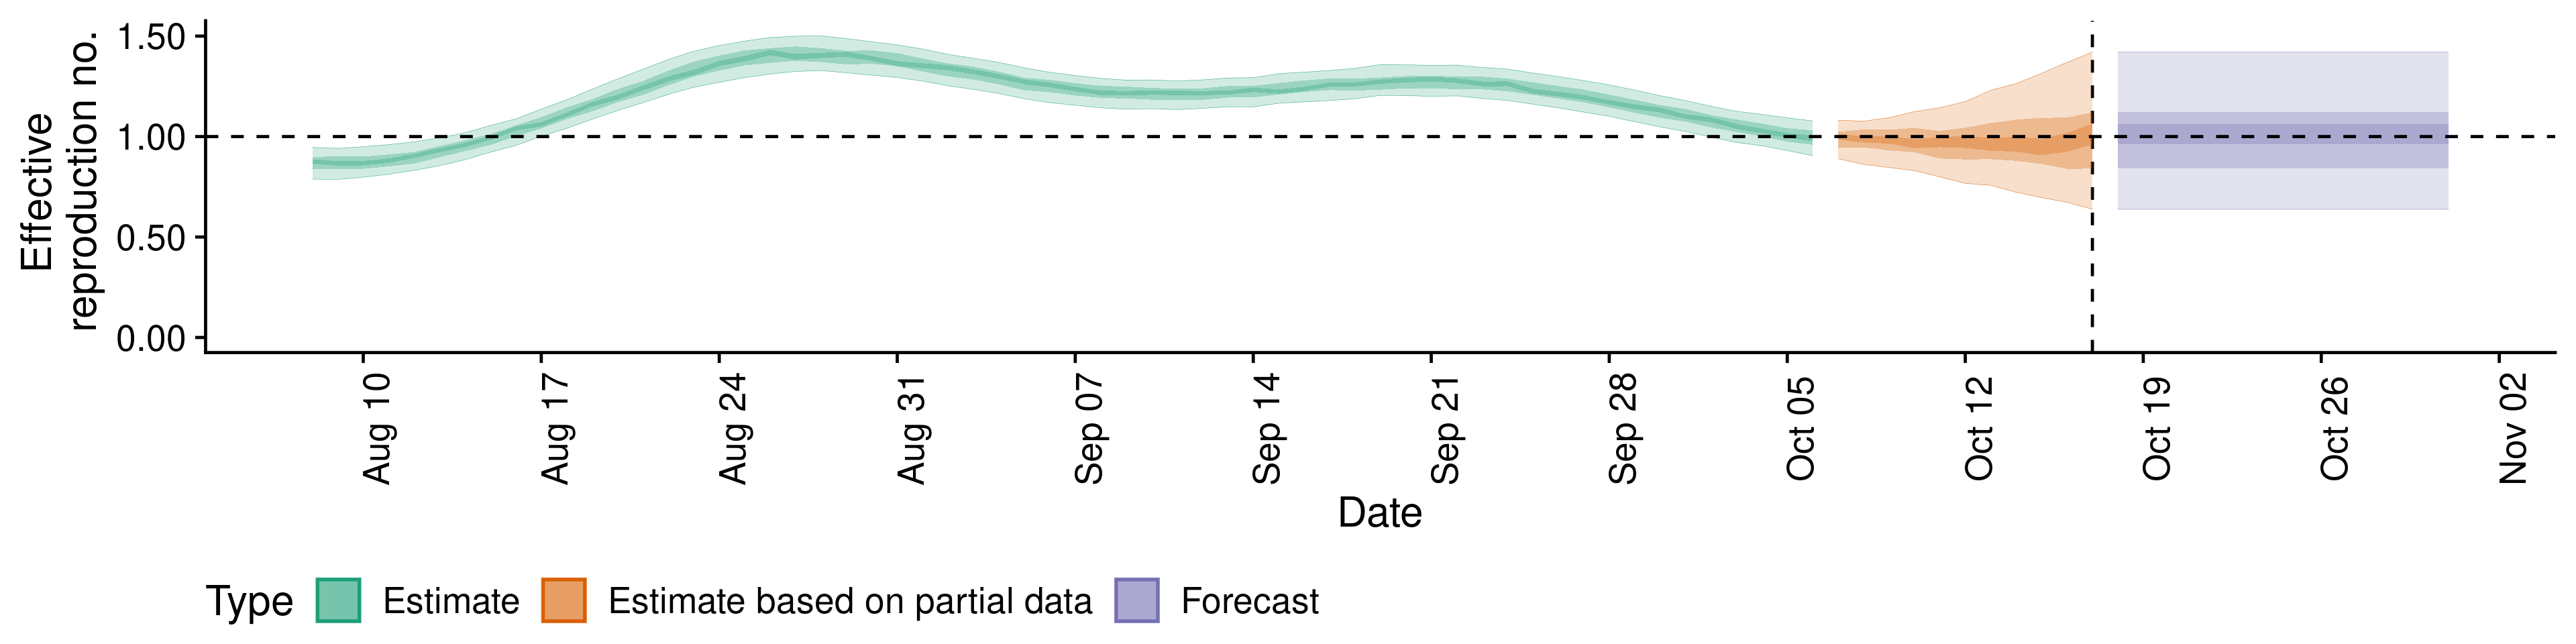 Effective
reproduction no.
1.50
1.00
0.50
0.00
Aug 10
Aug 17
Aug 24
Aug 31
Sep 07
Sep 14
Sep 21
Sep 28
Oct 05
Oct 12
Oct 19
Oct 26
Nov 02
Date
Type Estimate Estimate based on partial data Forecast